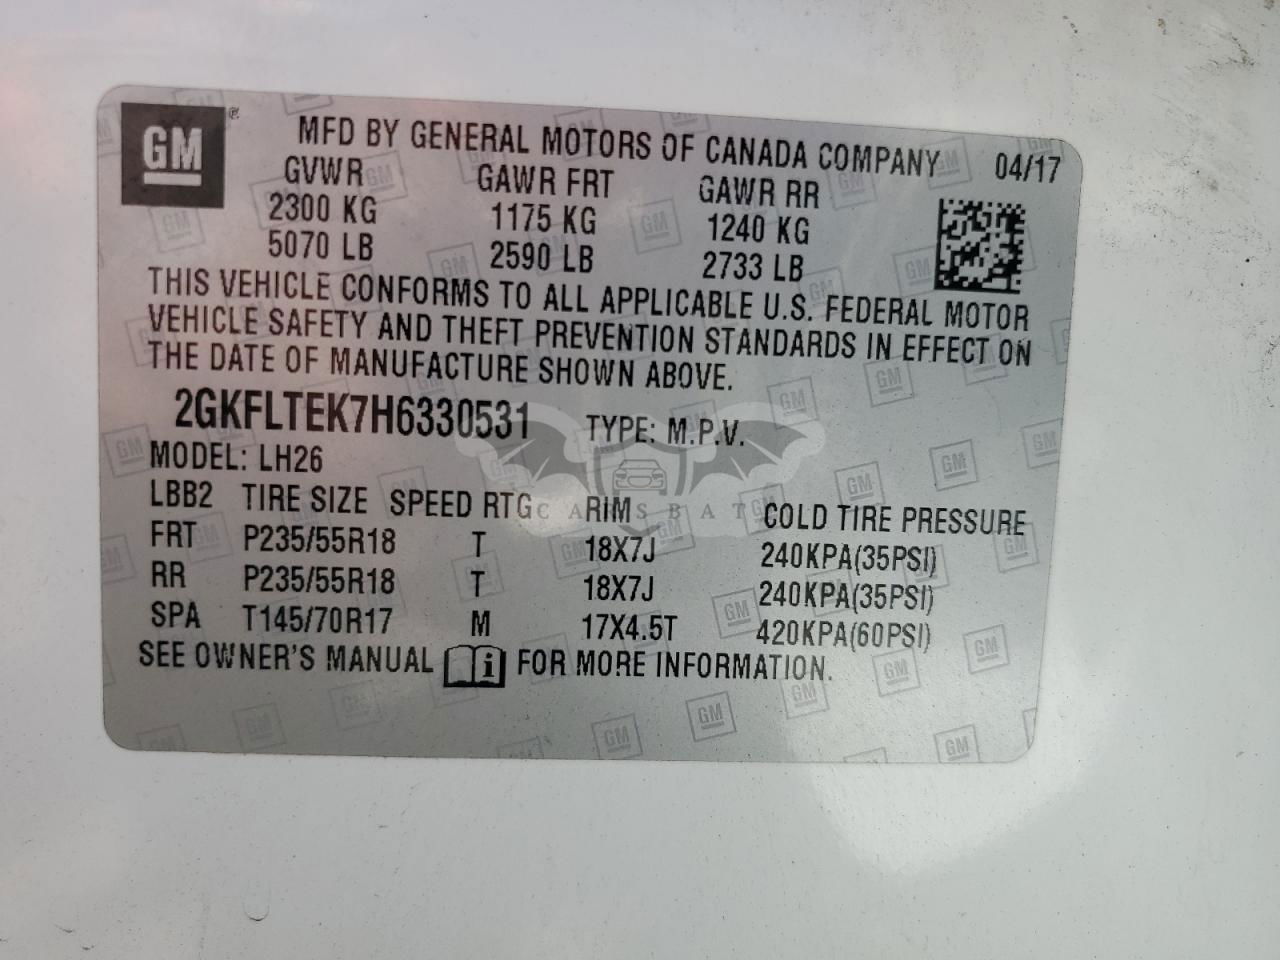 GM
MFD BY GENERAL MOTORS OF CANADA COMPANY 04/17
GVWR GAWR FRT GAWR RR
2300 KG 1175 KG 1240 KG
5070 LB 2590 LB 2733 LB
THIS VEHICLE CONFORMS TO ALL APPLICABLE U.S. FEDERAL MOTOR
VEHICLE SAFETY AND THEFT PREVENTION STANDARDS IN EFFECT ON
THE DATE OF MANUFACTURE SHOWN ABOVE.
2GKFLTEK7H6330531 TYPE: M.P.V.
MODEL: LH26
LBB2 TIRE SIZE SPEED RTG RIM COLD TIRE PRESSURE
FRT P235/55R18 T 18X7J 240KPA(35PSI)
RR P235/55R18 T 18X7J 240KPA(35PSI)
SPA T145/70R17 M 17X4.5T 420KPA(60PSI)
SEE OWNER'S MANUAL i FOR MORE INFORMATION.
CARSBAT